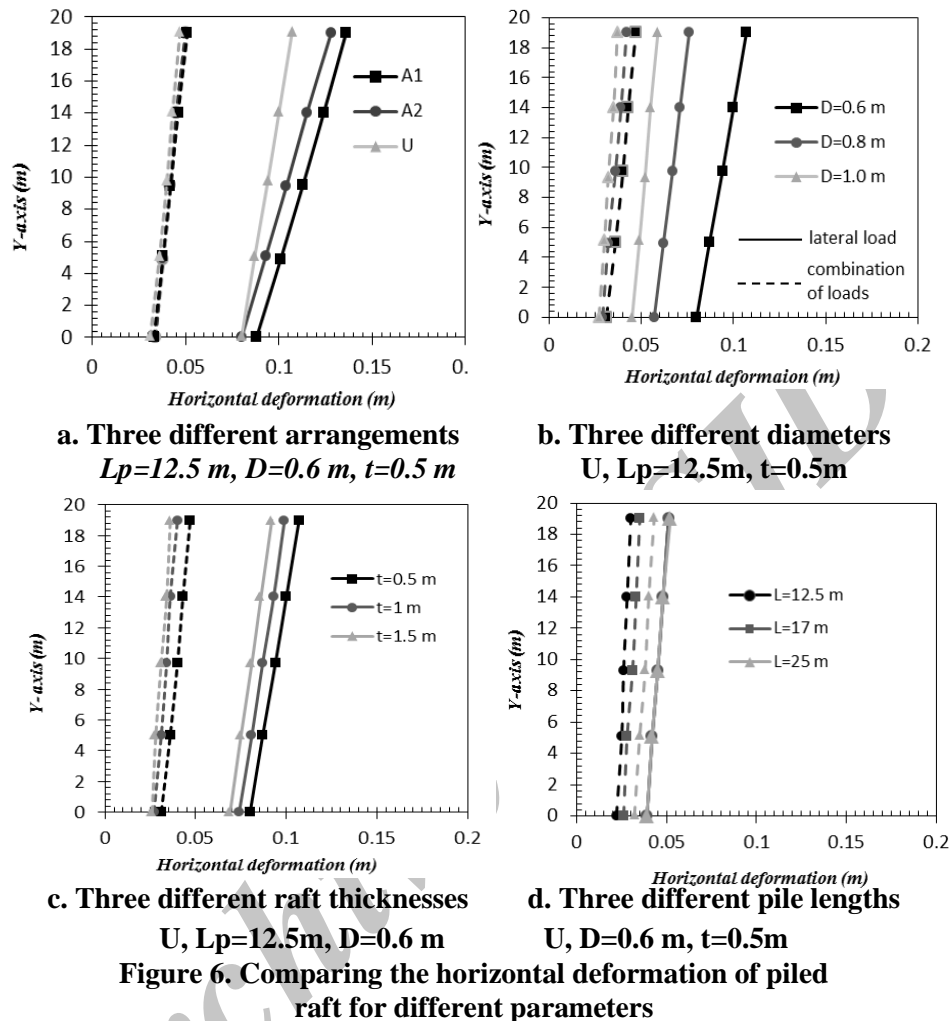 20
18
16
14
12
10
8
6
4
2
0
Y-axis (m)
A1
A2
U
0 0.05 0.1 0.15 0.
Horizontal deformation (m)
a. Three different arrangements
Lp=12.5 m, D=0.6 m, t=0.5 m
20
18
16
14
12
10
8
6
4
2
0
Y-axis (m)
D=0.6 m
D=0.8 m
D=1.0 m
lateral load
combination
of loads
0 0.05 0.1 0.15 0.2
Horizontal deformaion (m)
b. Three different diameters
U, Lp=12.5m, t=0.5m
20
18
16
14
12
10
8
6
4
2
0
Y-axis (m)
t=0.5 m
t=1 m
t=1.5 m
0 0.05 0.1 0.15 0.2
Horizontal deformation (m)
c. Three different raft thicknesses
U, Lp=12.5m, D=0.6 m
20
18
16
14
12
10
8
6
4
2
0
Y-axis (m)
L=12.5 m
L=17 m
L=25 m
0 0.05 0.1 0.15 0.2
Horizontal deformation (m)
d. Three different pile lengths
U, D=0.6 m, t=0.5m
Figure 6. Comparing the horizontal deformation of piled
raft for different parameters